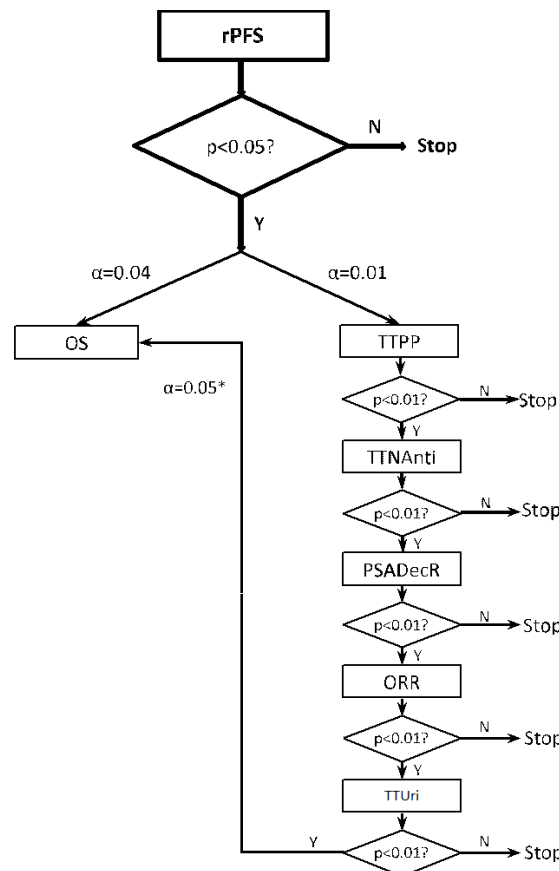 rPFS
p<0.05?
N
Stop
Y
α=0.04
α=0.01
OS
TTPP
α=0.05*
p<0.01?
N
Stop
Y
TTNAnti
p<0.01?
N
Stop
Y
PSADecR
p<0.01?
N
Stop
Y
ORR
p<0.01?
N
Stop
Y
TTUri
Y
p<0.01?
N
Stop